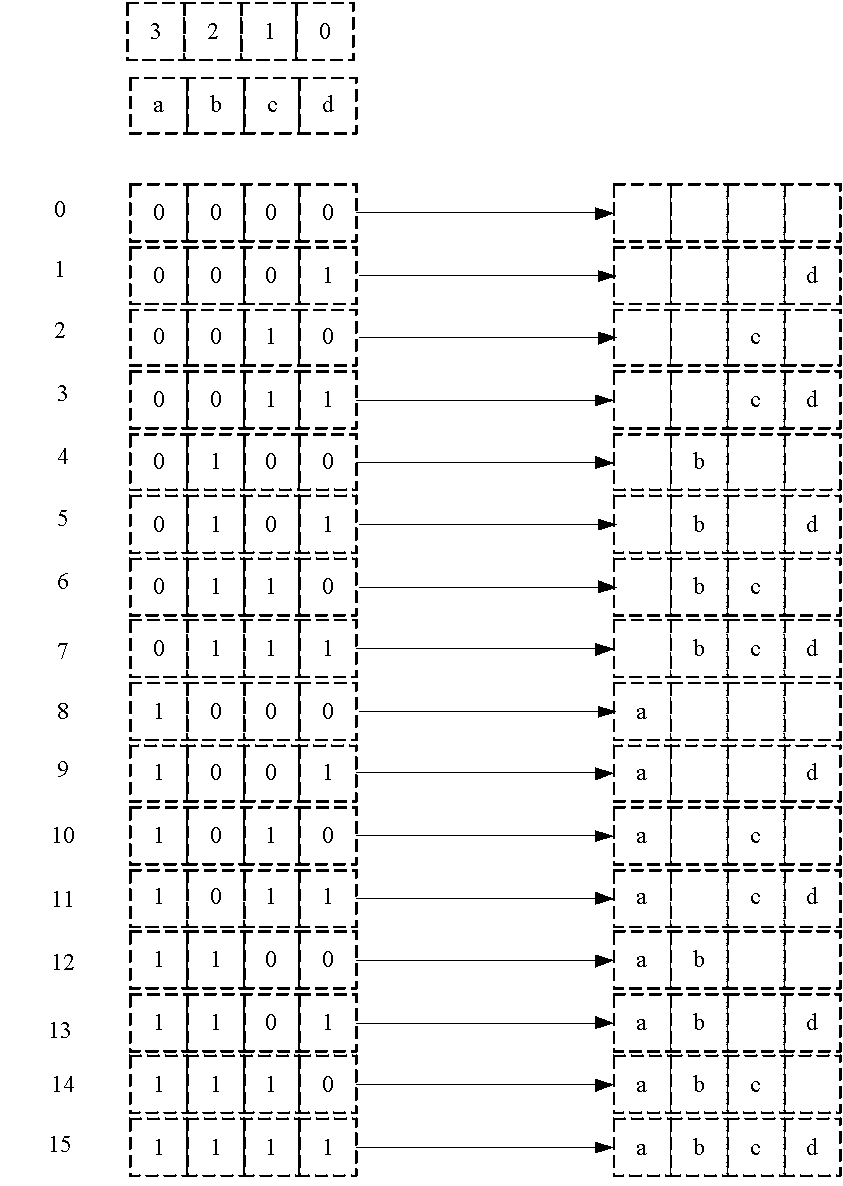 3 2 1 0
a b c d
0 0 0 0 0
1 0 0 0 1 d
2 0 0 1 0 c
3 0 0 1 1 c d
4 0 1 0 0 b
5 0 1 0 1 b d
6 0 1 1 0 b c
7 0 1 1 1 b c d
8 1 0 0 0 a
9 1 0 0 1 a d
10 1 0 1 0 a c
11 1 0 1 1 a c d
12 1 1 0 0 a b
13 1 1 0 1 a b d
14 1 1 1 0 a b c
15 1 1 1 1 a b c d